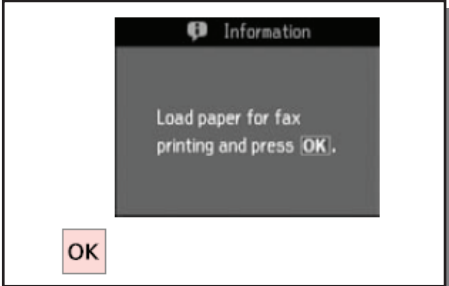 Information
Load paper for fax
printing and press OK.
OK